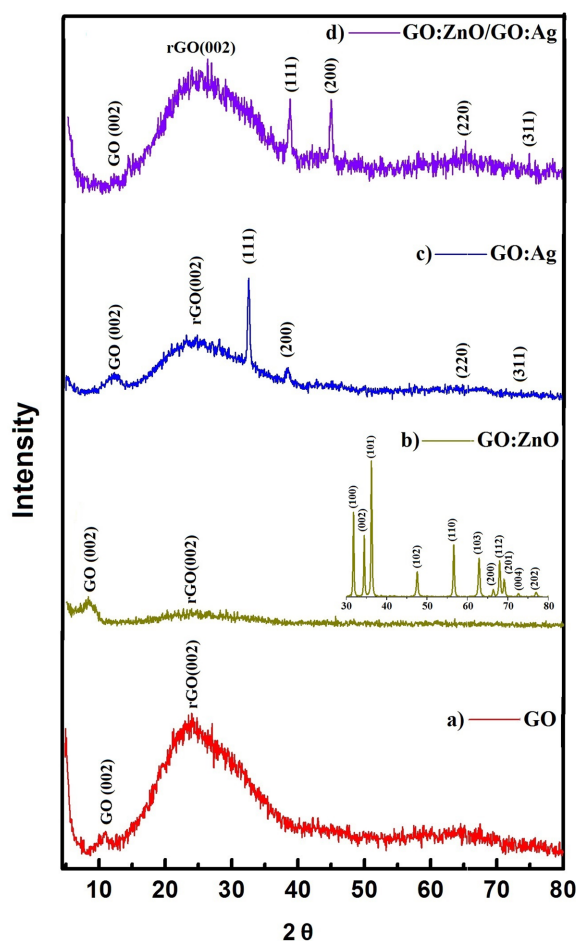 d) GO:ZnO/GO:Ag
rGO(002)
(111)
(200)
GO (002)
(220)
(311)
c) GO:Ag
(111)
rGO(002)
GO (002)
(200)
(220)
(311)
b) GO:ZnO
(101)
(100)
(002)
(102)
(110)
(103)
(200)
(112)
(201)
(004)
(202)
30 40 50 60 70 80
GO (002)
rGO(002)
a) GO
rGO(002)
GO (002)
Intensity
10 20 30 40 50 60 70 80
2 θ